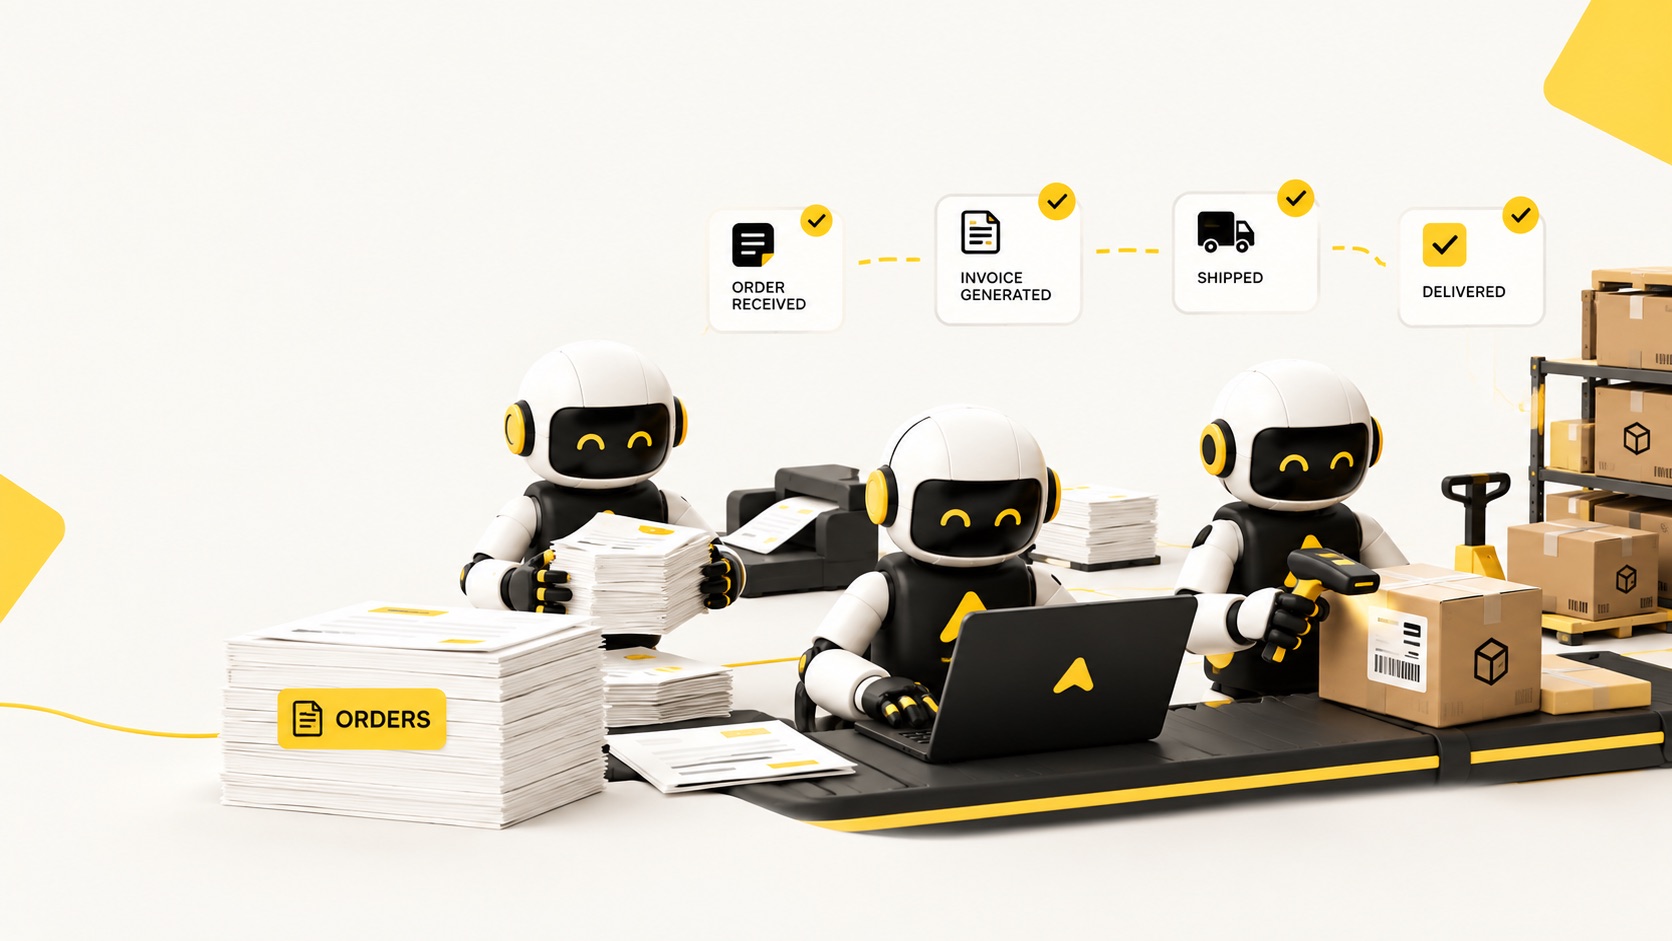 ORDER
RECEIVED
INVOICE
GENERATED
SHIPPED
DELIVERED
ORDERS